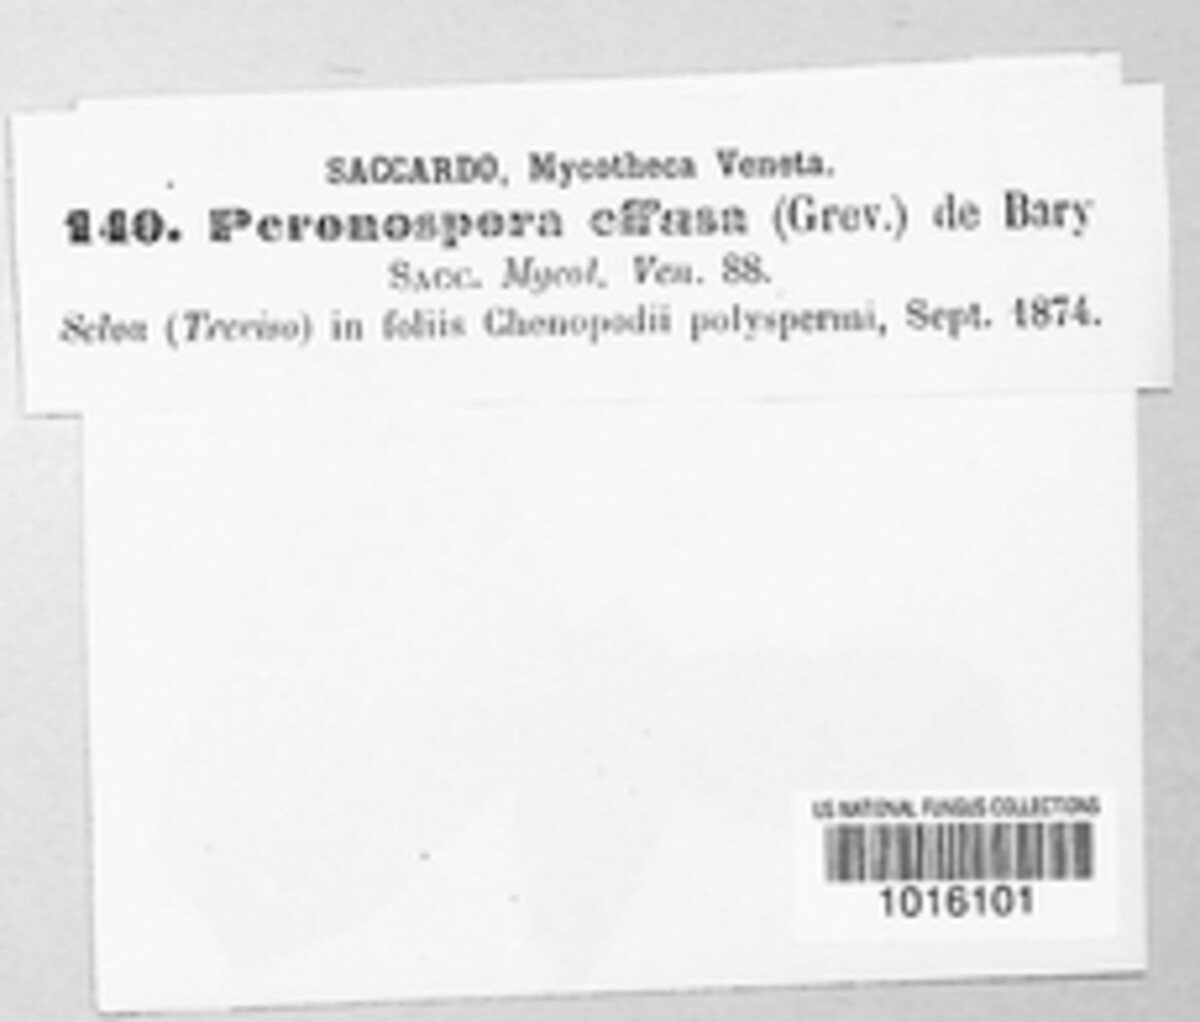 SACCARDO, Mycotheca Veneta.
140. Peronospora effusa (Grev.) de Bary
SACC. Mycol. Ven. 88.
Selva (Treviso) in foliis Chenopodii polyspermi, Sept. 1874.
US NATIONAL FUNGUS COLLECTIONS
1016101